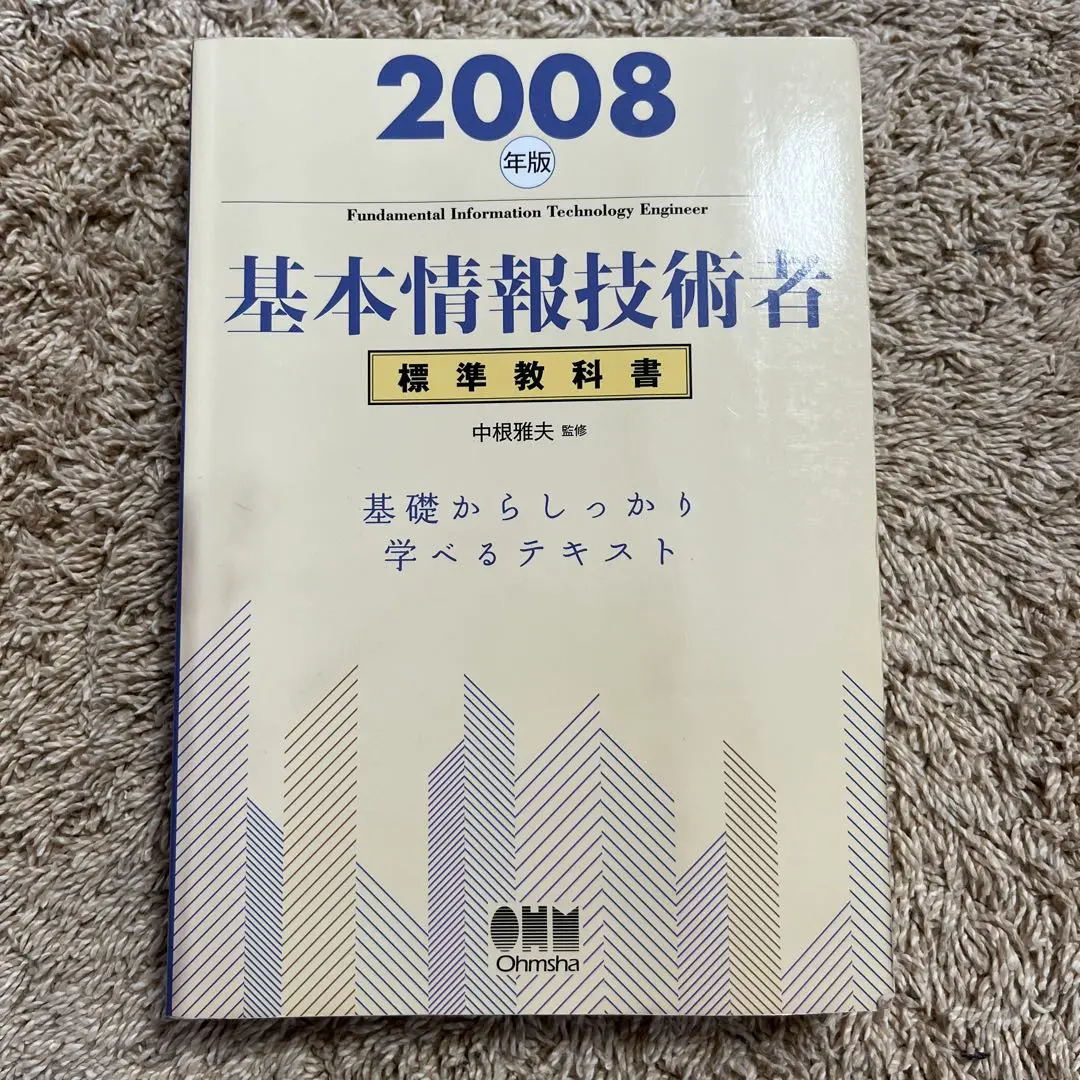 2008
年版
Fundamental Information Technology Engineer
基本情報技術者
標準教科書
中根雅夫 監修
基礎からしっかり
学べるテキスト
OHM
Ohmsha